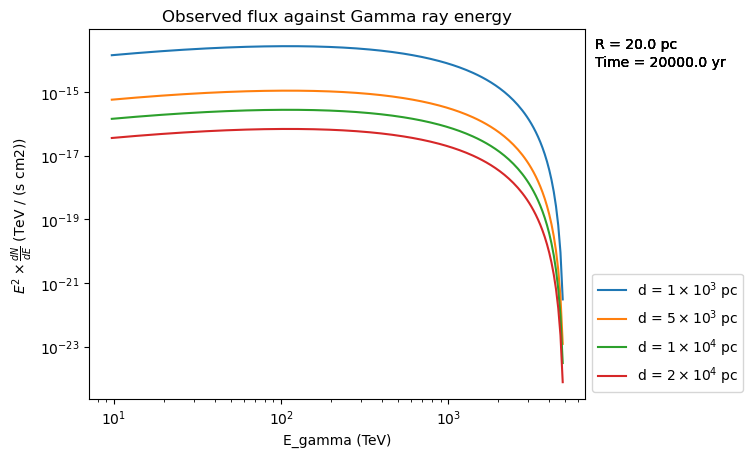 Observed flux against Gamma ray energy
R = 20.0 pc
Time = 20000.0 yr
10⁻¹⁵
10⁻¹⁷
10⁻¹⁹
10⁻²¹
10⁻²³
E² × dN/dE (TeV / (s cm2))
d = 1 × 10³ pc
d = 5 × 10³ pc
d = 1 × 10⁴ pc
d = 2 × 10⁴ pc
10¹ 10² 10³
E_gamma (TeV)